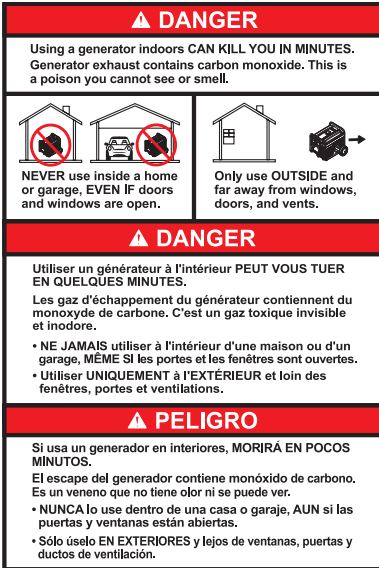 DANGER
Using a generator indoors CAN KILL YOU IN MINUTES.
Generator exhaust contains carbon monoxide. This is
a poison you cannot see or smell.
NEVER use inside a home
or garage, EVEN IF doors
and windows are open.
Only use OUTSIDE and
far away from windows,
doors, and vents.
DANGER
Utiliser un générateur à l'intérieur PEUT VOUS TUER
EN QUELQUES MINUTES.
Les gaz d'échappement du générateur contiennent du
monoxyde de carbone. C'est un gaz toxique invisible
et inodore.
• NE JAMAIS utiliser à l'intérieur d'une maison ou d'un
garage, MÊME SI les portes et les fenêtres sont ouvertes.
• Utiliser UNIQUEMENT à l'EXTÉRIEUR et loin des
fenêtres, portes et ventilations.
PELIGRO
Si usa un generador en interiores, MORIRÁ EN POCOS
MINUTOS.
El escape del generador contiene monóxido de carbono.
Es un veneno que no tiene olor ni se puede ver.
• NUNCA lo use dentro de una casa o garaje, AUN si las
puertas y ventanas están abiertas.
• Sólo úselo EN EXTERIORES y lejos de ventanas, puertas y
ductos de ventilación.